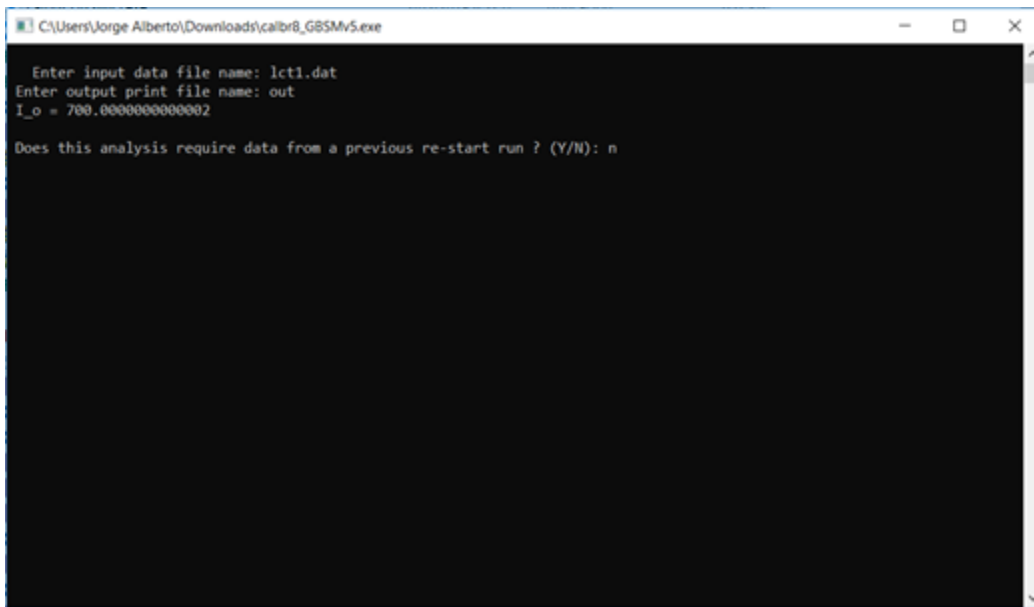 C:\Users\Jorge Alberto\Downloads\calbr8_GBSMv5.exe
Enter input data file name: lct1.dat
Enter output print file name: out
I_o = 700.0000000000002
Does this analysis require data from a previous re-start run ? (Y/N): n